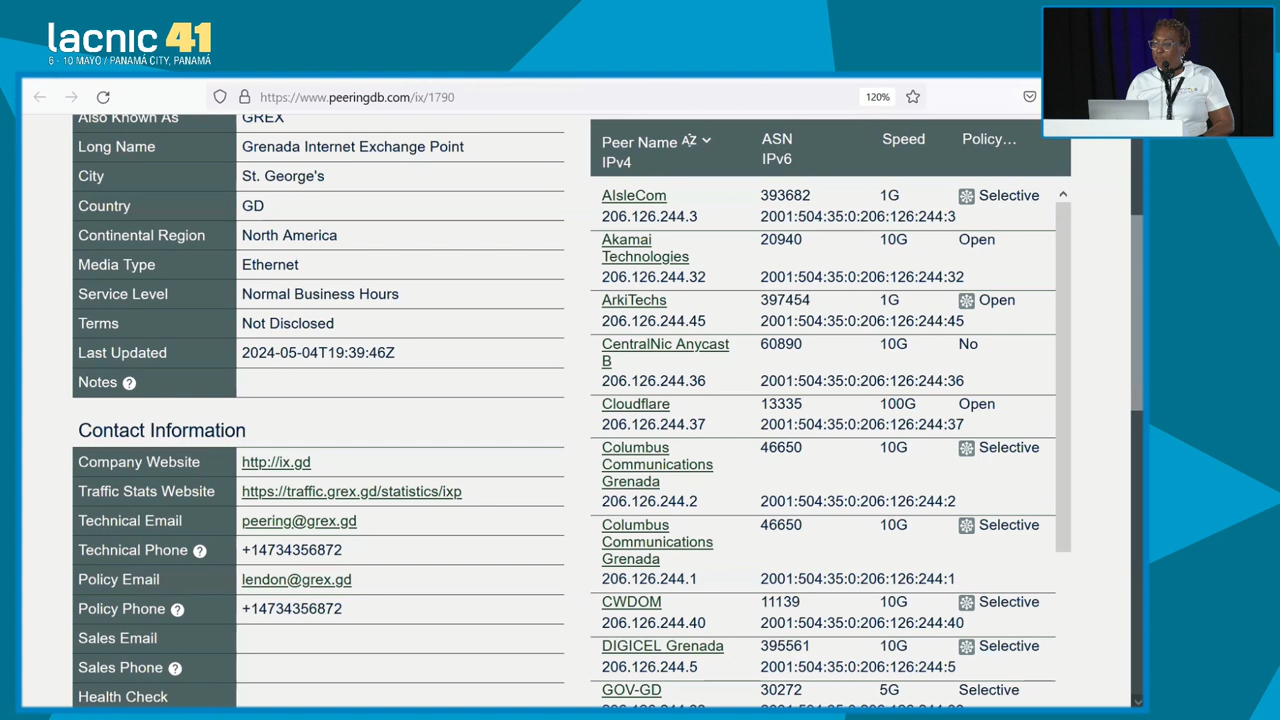 lacnic 41
6 - 10 MAYO / PANAMÁ CITY, PANAMÁ
https://www.peeringdb.com/ix/1790
120%
Also Known As GREX
Long Name Grenada Internet Exchange Point
City St. George's
Country GD
Continental Region North America
Media Type Ethernet
Service Level Normal Business Hours
Terms Not Disclosed
Last Updated 2024-05-04T19:39:46Z
Notes ?
Contact Information
Company Website http://ix.gd
Traffic Stats Website https://traffic.grex.gd/statistics/ixp
Technical Email peering@grex.gd
Technical Phone ? +14734356872
Policy Email lendon@grex.gd
Policy Phone ? +14734356872
Sales Email
Sales Phone ?
Health Check
Peer Name AZ ASN Speed Policy…
IPv4 IPv6
AIsleCom 393682 1G Selective
206.126.244.3 2001:504:35:0:206:126:244:3
Akamai 20940 10G Open
Technologies
206.126.244.32 2001:504:35:0:206:126:244:32
ArkiTechs 397454 1G Open
206.126.244.45 2001:504:35:0:206:126:244:45
CentralNic Anycast 60890 10G No
B
206.126.244.36 2001:504:35:0:206:126:244:36
Cloudflare 13335 100G Open
206.126.244.37 2001:504:35:0:206:126:244:37
Columbus 46650 10G Selective
Communications
Grenada
206.126.244.2 2001:504:35:0:206:126:244:2
Columbus 46650 10G Selective
Communications
Grenada
206.126.244.1 2001:504:35:0:206:126:244:1
CWDOM 11139 10G Selective
206.126.244.40 2001:504:35:0:206:126:244:40
DIGICEL Grenada 395561 10G Selective
206.126.244.5 2001:504:35:0:206:126:244:5
GOV-GD 30272 5G Selective